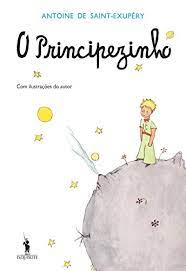 ANTOINE DE SAINT-EXUPÉRY
O Principezinho
Com ilustrações do autor